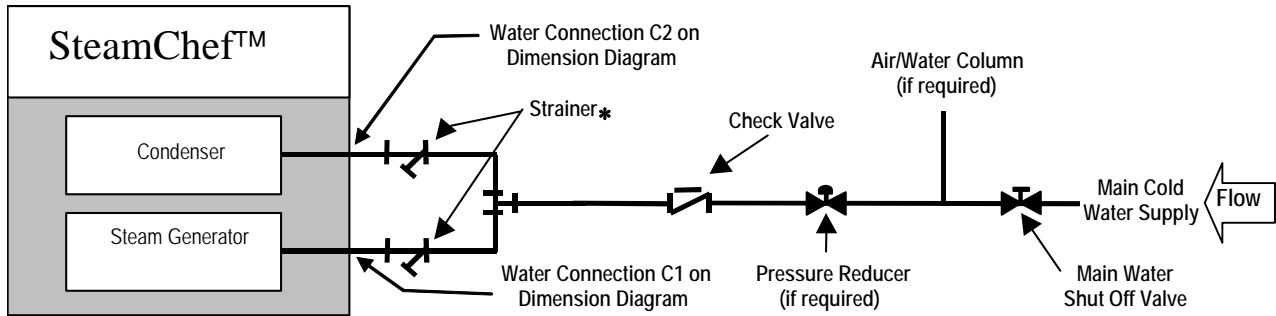 SteamChef™
Water Connection C2 on
Dimension Diagram
Air/Water Column
(if required)
Strainer*
Check Valve
Condenser
Main Cold
Water Supply
Flow
Steam Generator
Water Connection C1 on
Dimension Diagram
Pressure Reducer
(if required)
Main Water
Shut Off Valve